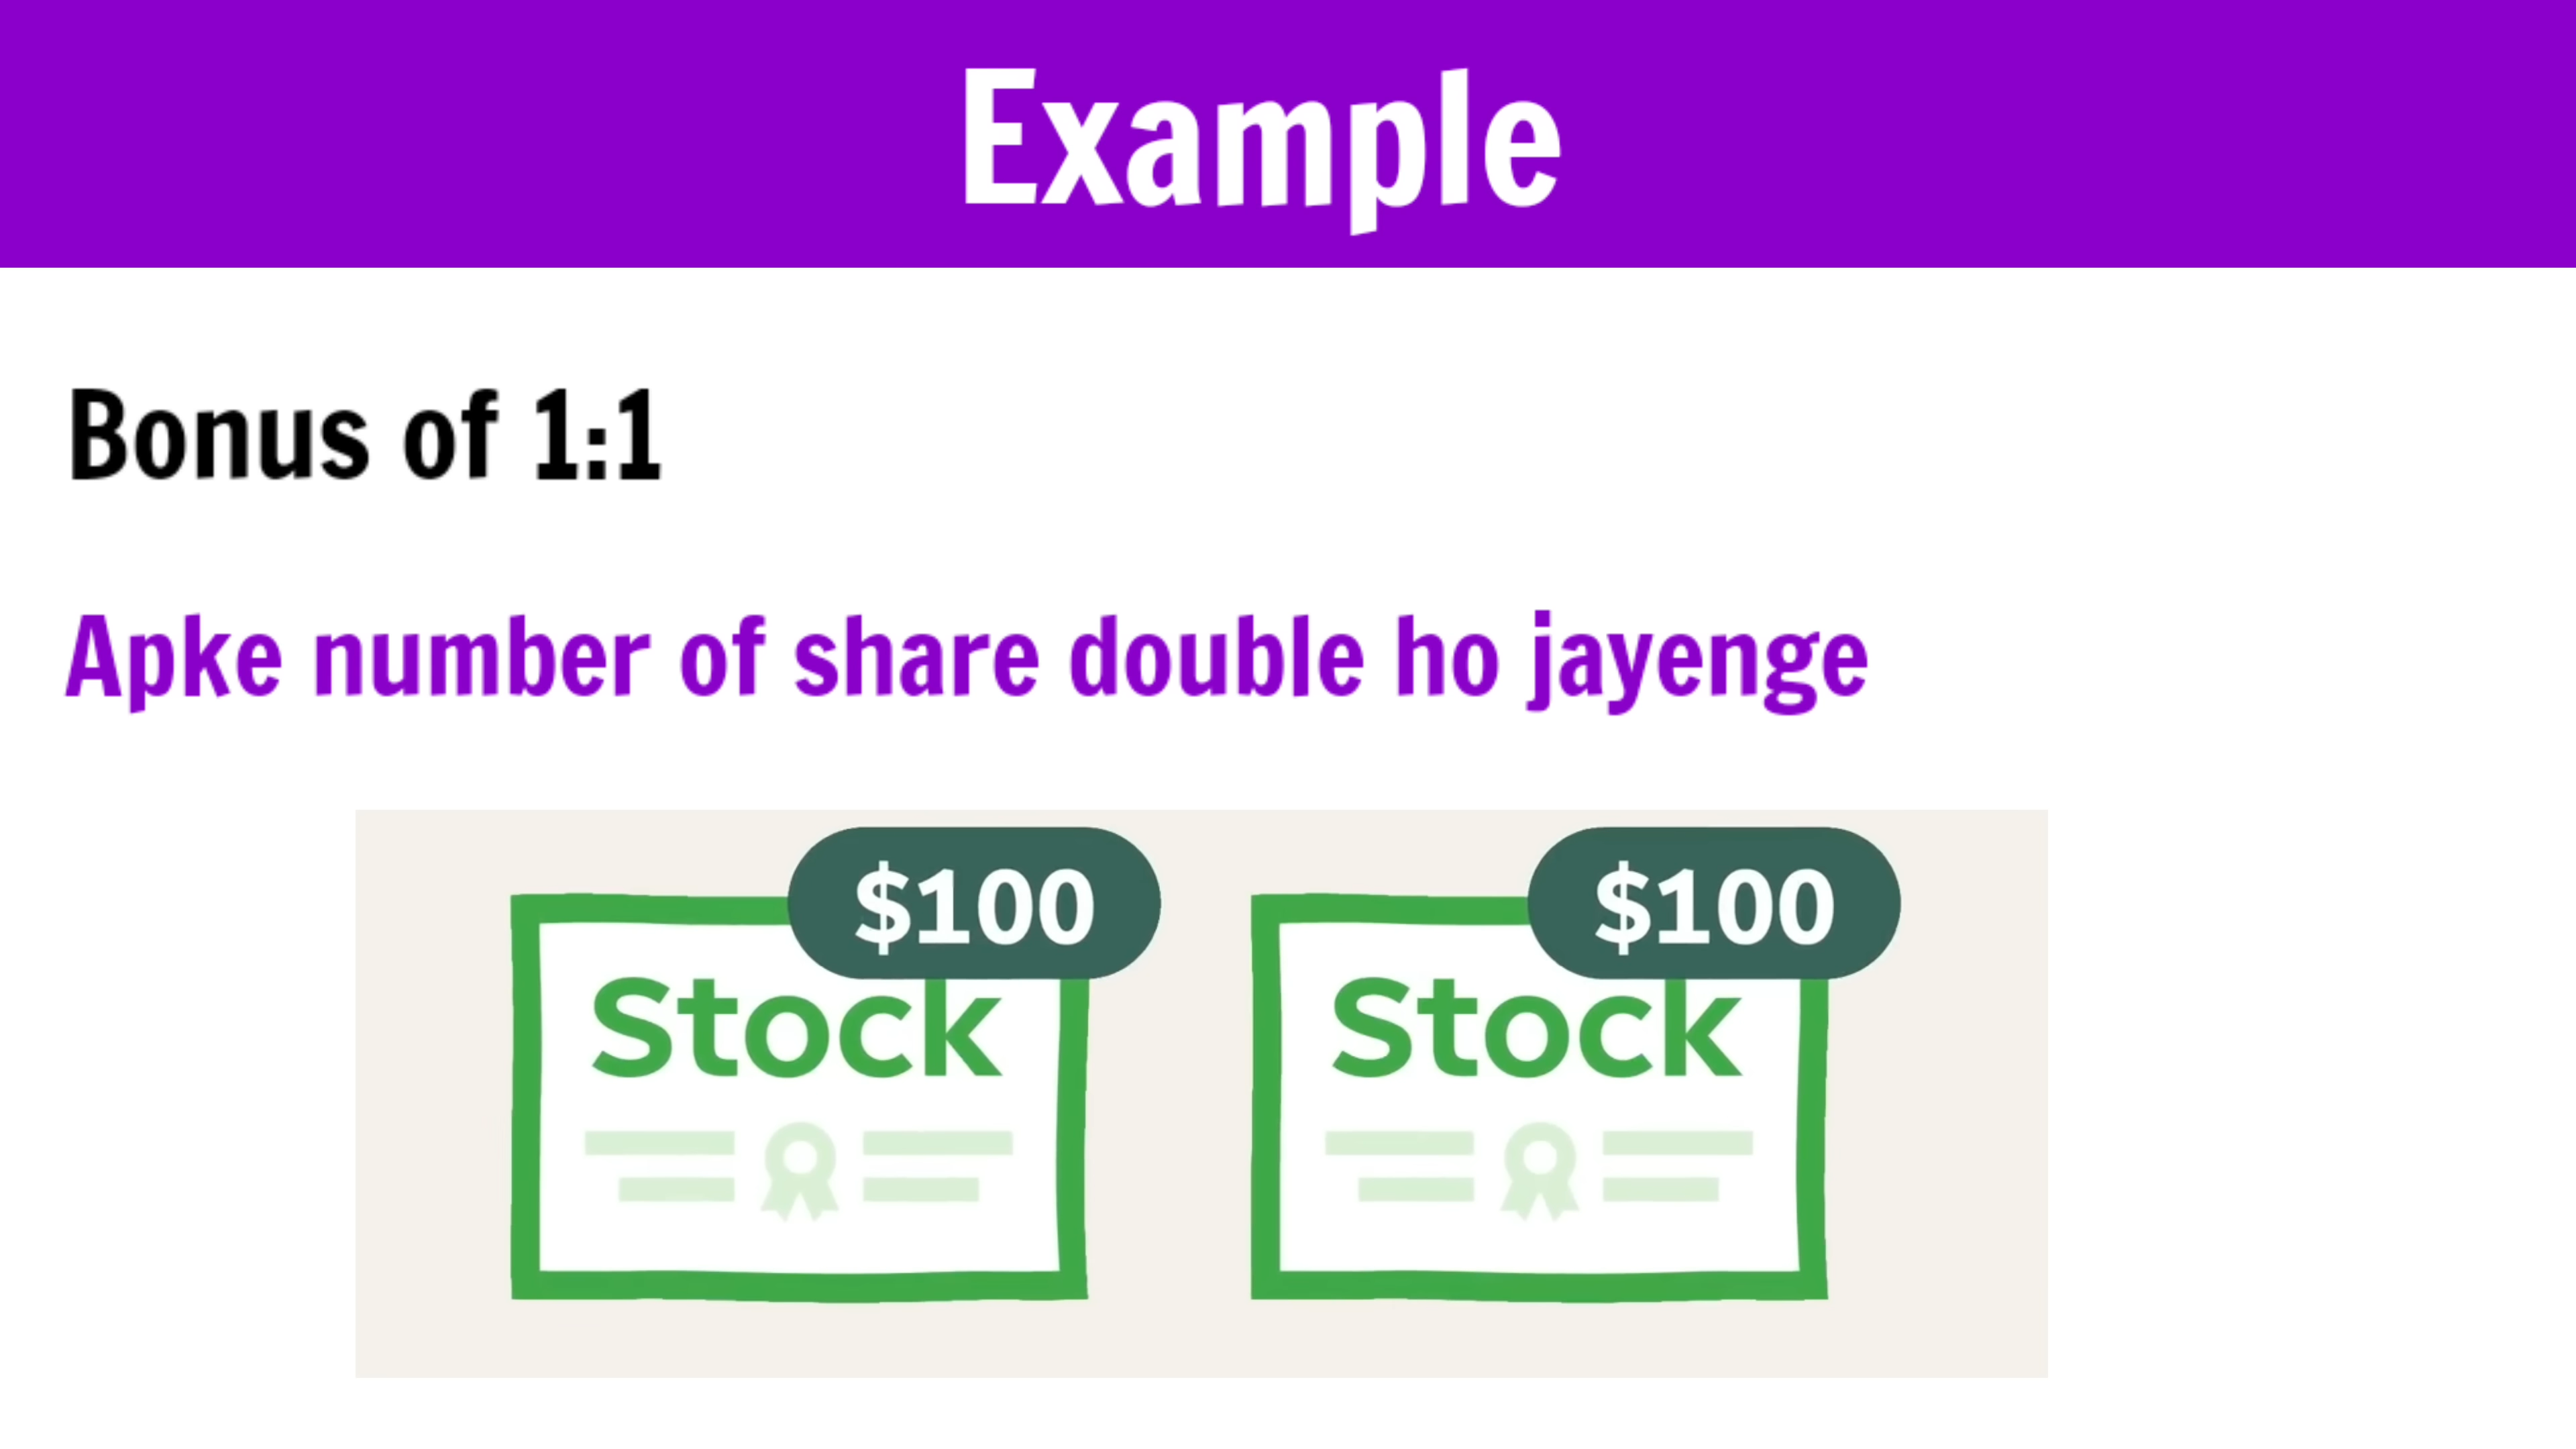 Example
Bonus of 1:1
Apke number of share double ho jayenge
$100 $100
Stock Stock